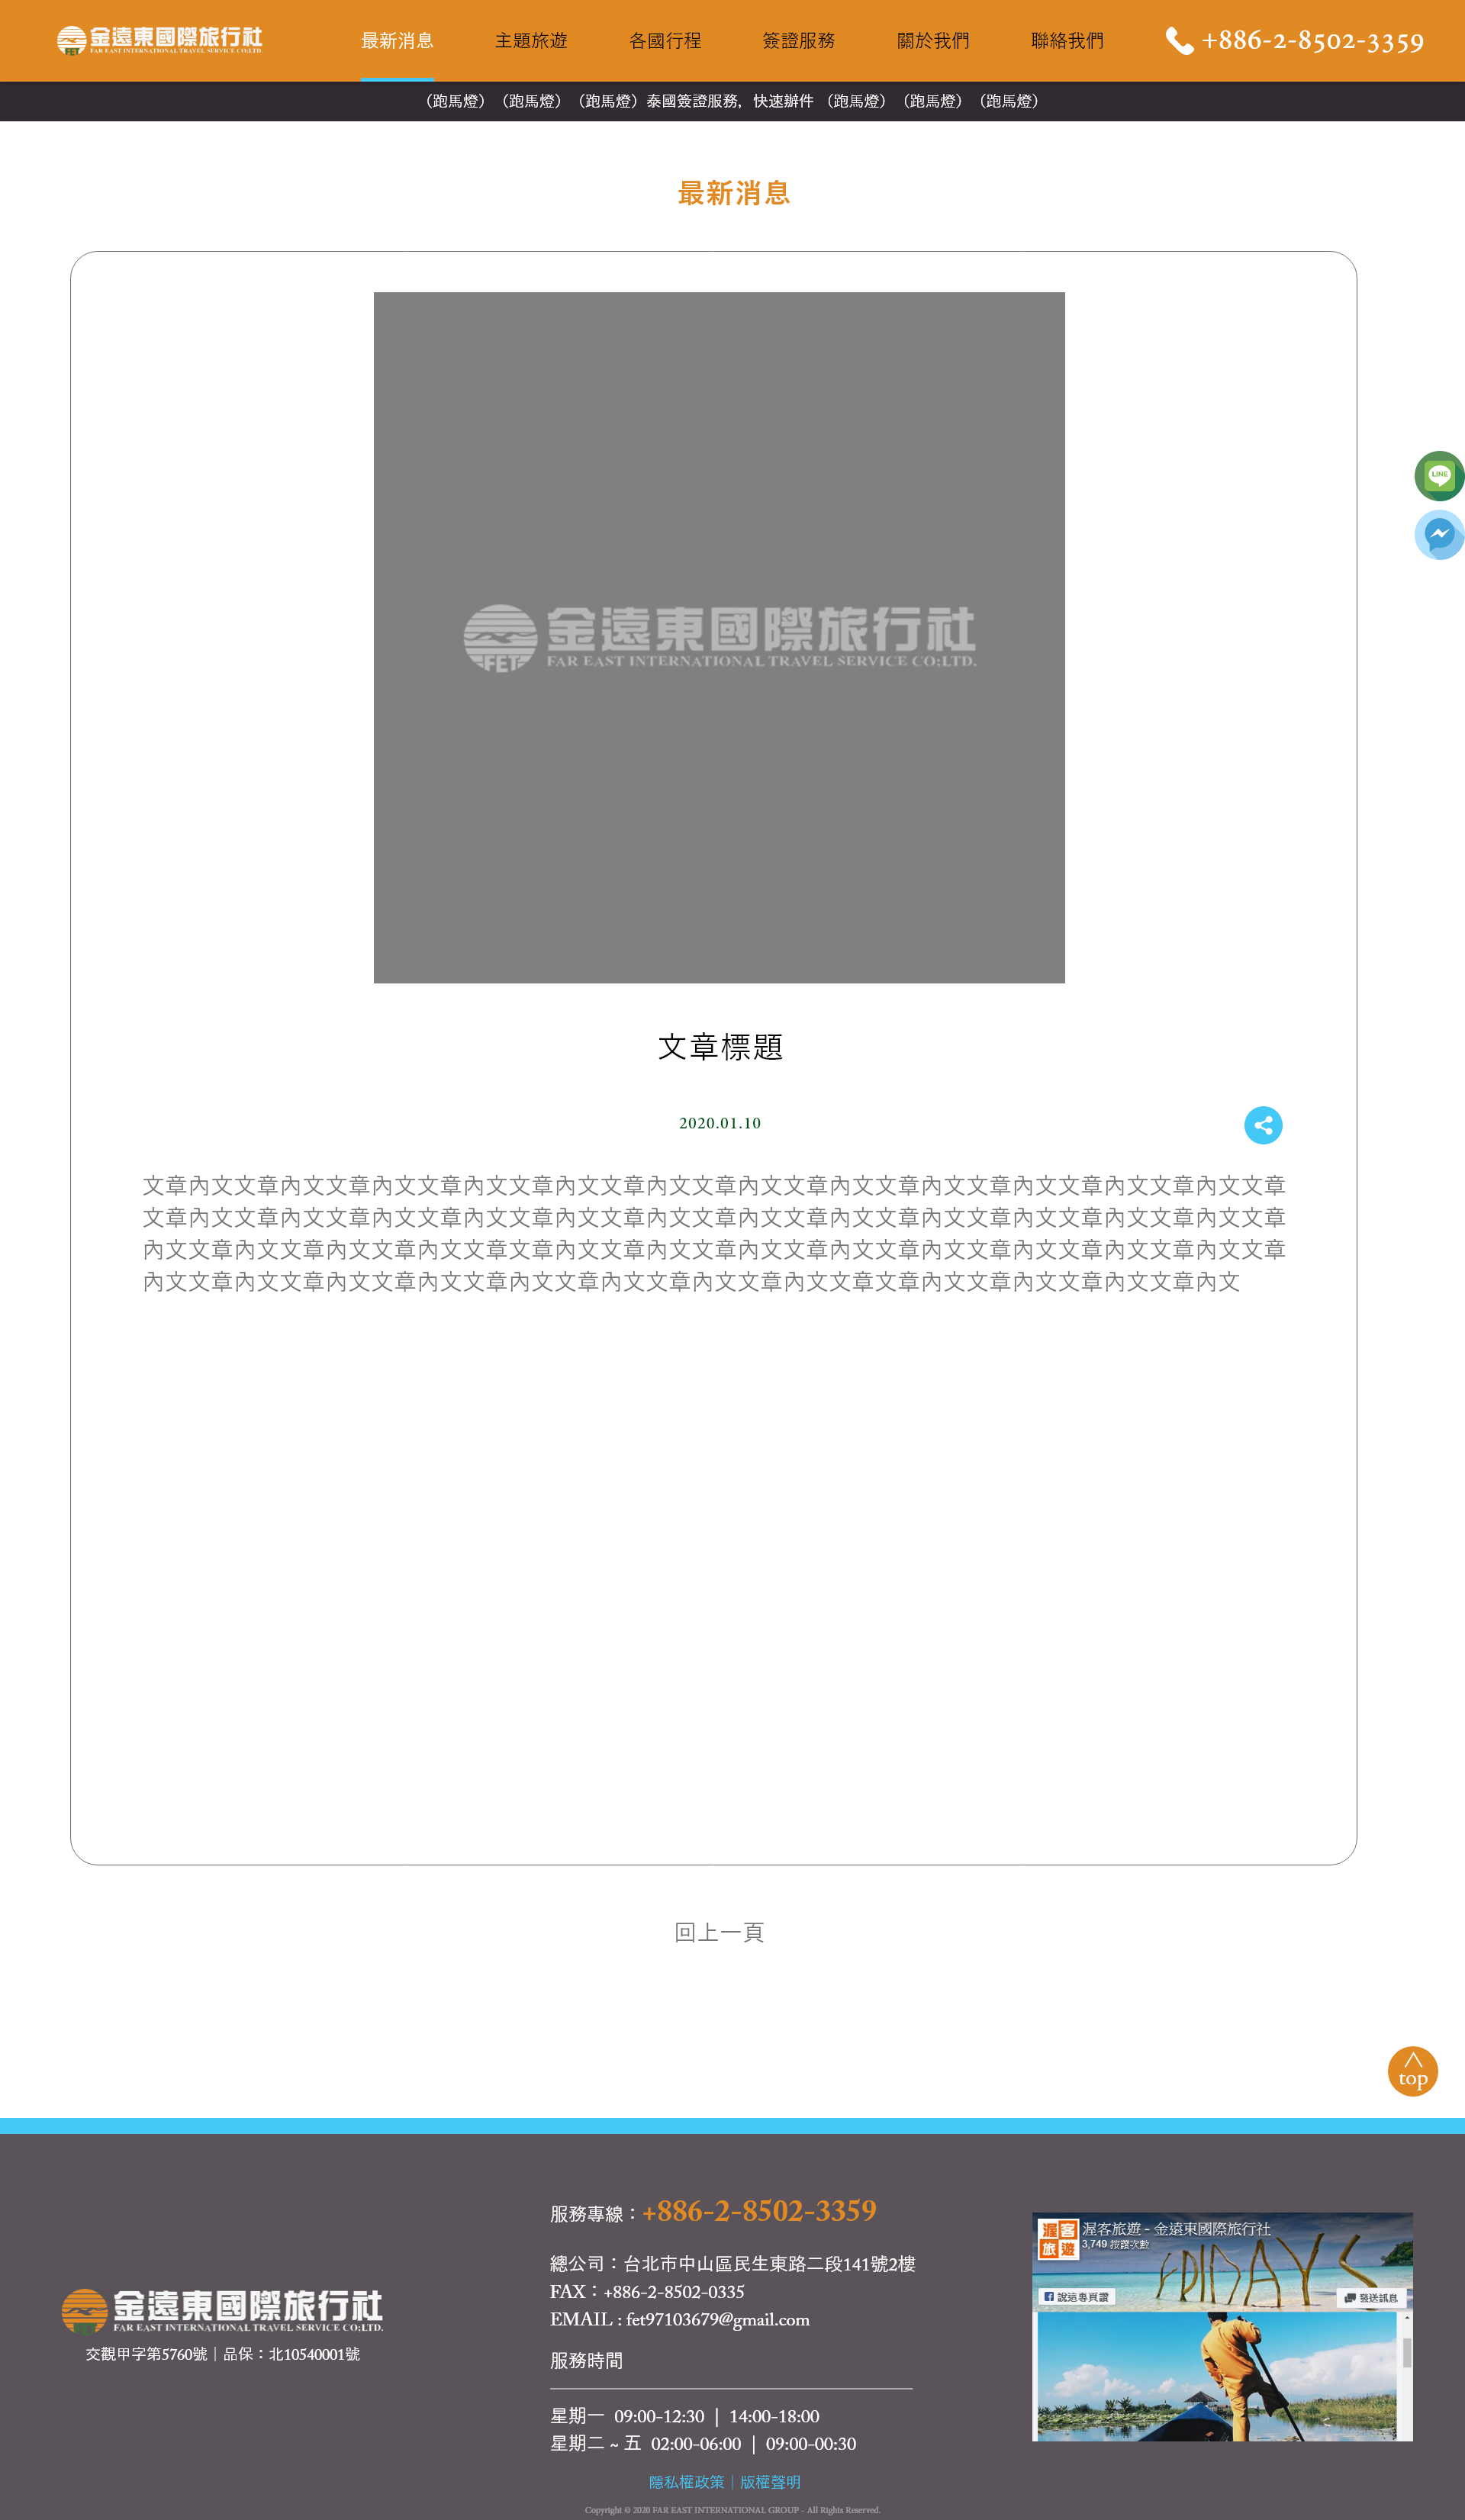 金遠東國際旅行社
FAR EAST INTERNATIONAL TRAVEL SERVICE CO;LTD.
FET
最新消息 主題旅遊 各國行程 簽證服務 關於我們 聯絡我們 +886-2-8502-3359
（跑馬燈）（跑馬燈）（跑馬燈）泰國簽證服務，快速辦件 （跑馬燈）（跑馬燈）（跑馬燈）
最新消息
LINE
金遠東國際旅行社
FET FAR EAST INTERNATIONAL TRAVEL SERVICE CO;LTD.
文章標題
2020.01.10
文章內文文章內文文章內文文章內文文章內文文章內文文章內文文章內文文章內文文章內文文章內文文章內文文章
文章內文文章內文文章內文文章內文文章內文文章內文文章內文文章內文文章內文文章內文文章內文文章內文文章
內文文章內文文章內文文章內文文章文章內文文章內文文章內文文章內文文章內文文章內文文章內文文章內文文章
內文文章內文文章內文文章內文文章內文文章內文文章內文文章內文文章文章內文文章內文文章內文文章內文
回上一頁
top
服務專線：+886-2-8502-3359
總公司：台北市中山區民生東路二段141號2樓
FAX：+886-2-8502-0335
EMAIL : fet97103679@gmail.com
服務時間
星期一 09:00-12:30 | 14:00-18:00
星期二 ~ 五 02:00-06:00 | 09:00-00:30
金遠東國際旅行社
FET FAR EAST INTERNATIONAL TRAVEL SERVICE CO;LTD.
交觀甲字第5760號｜品保：北10540001號
渥客旅遊
渥客旅遊 - 金遠東國際旅行社
3,749 按讚次數
FRIDAYS
說這專頁讚
發送訊息
隱私權政策｜版權聲明
Copyright © 2020 FAR EAST INTERNATIONAL GROUP - All Rights Reserved.